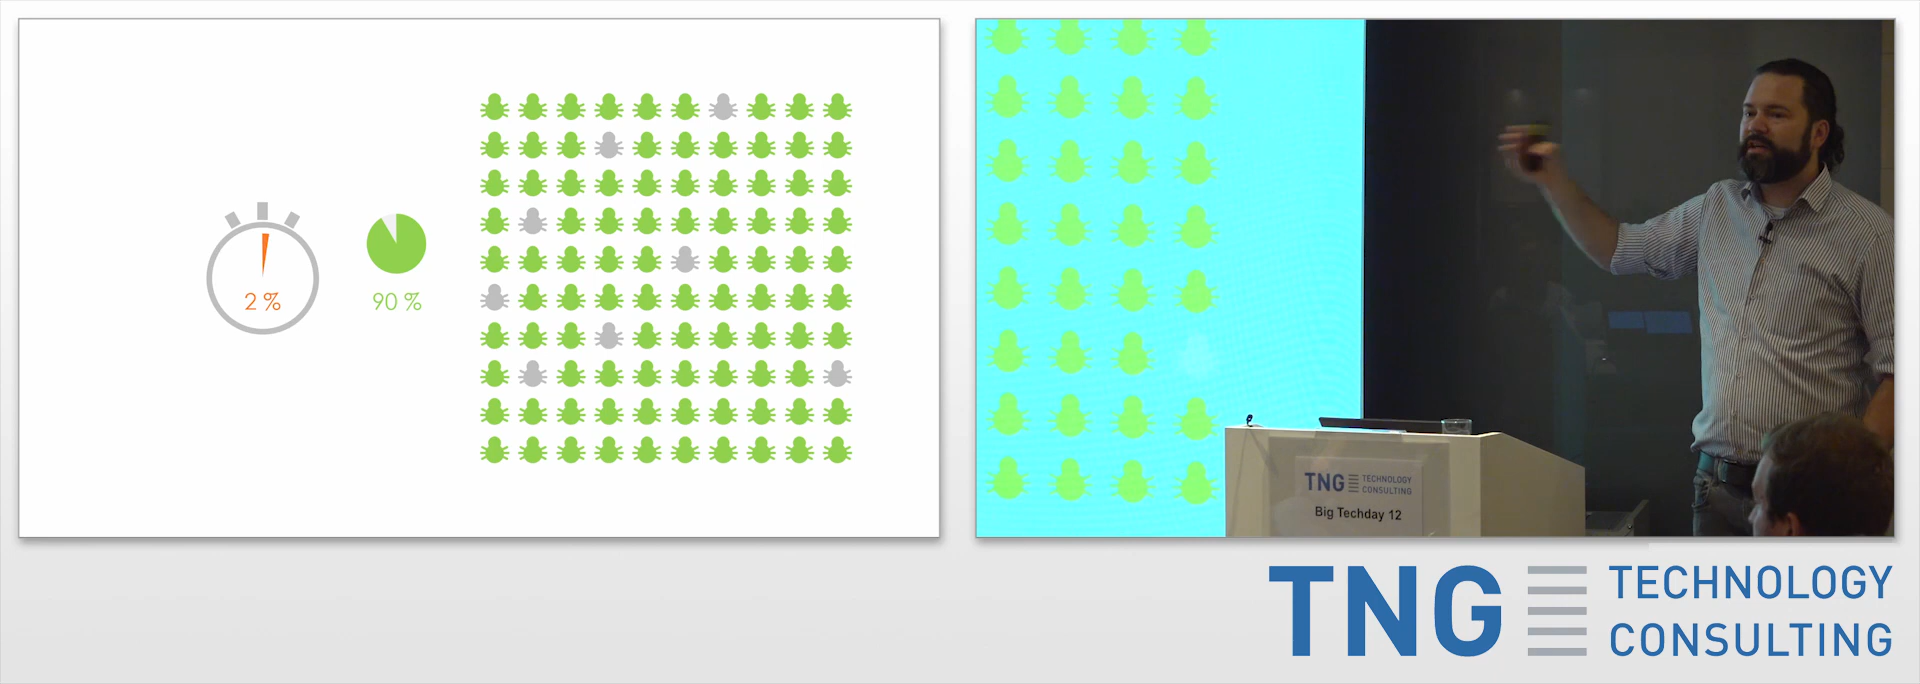 2 %
90 %
TNG TECHNOLOGY
CONSULTING
Big Techday 12
TNG TECHNOLOGY
CONSULTING